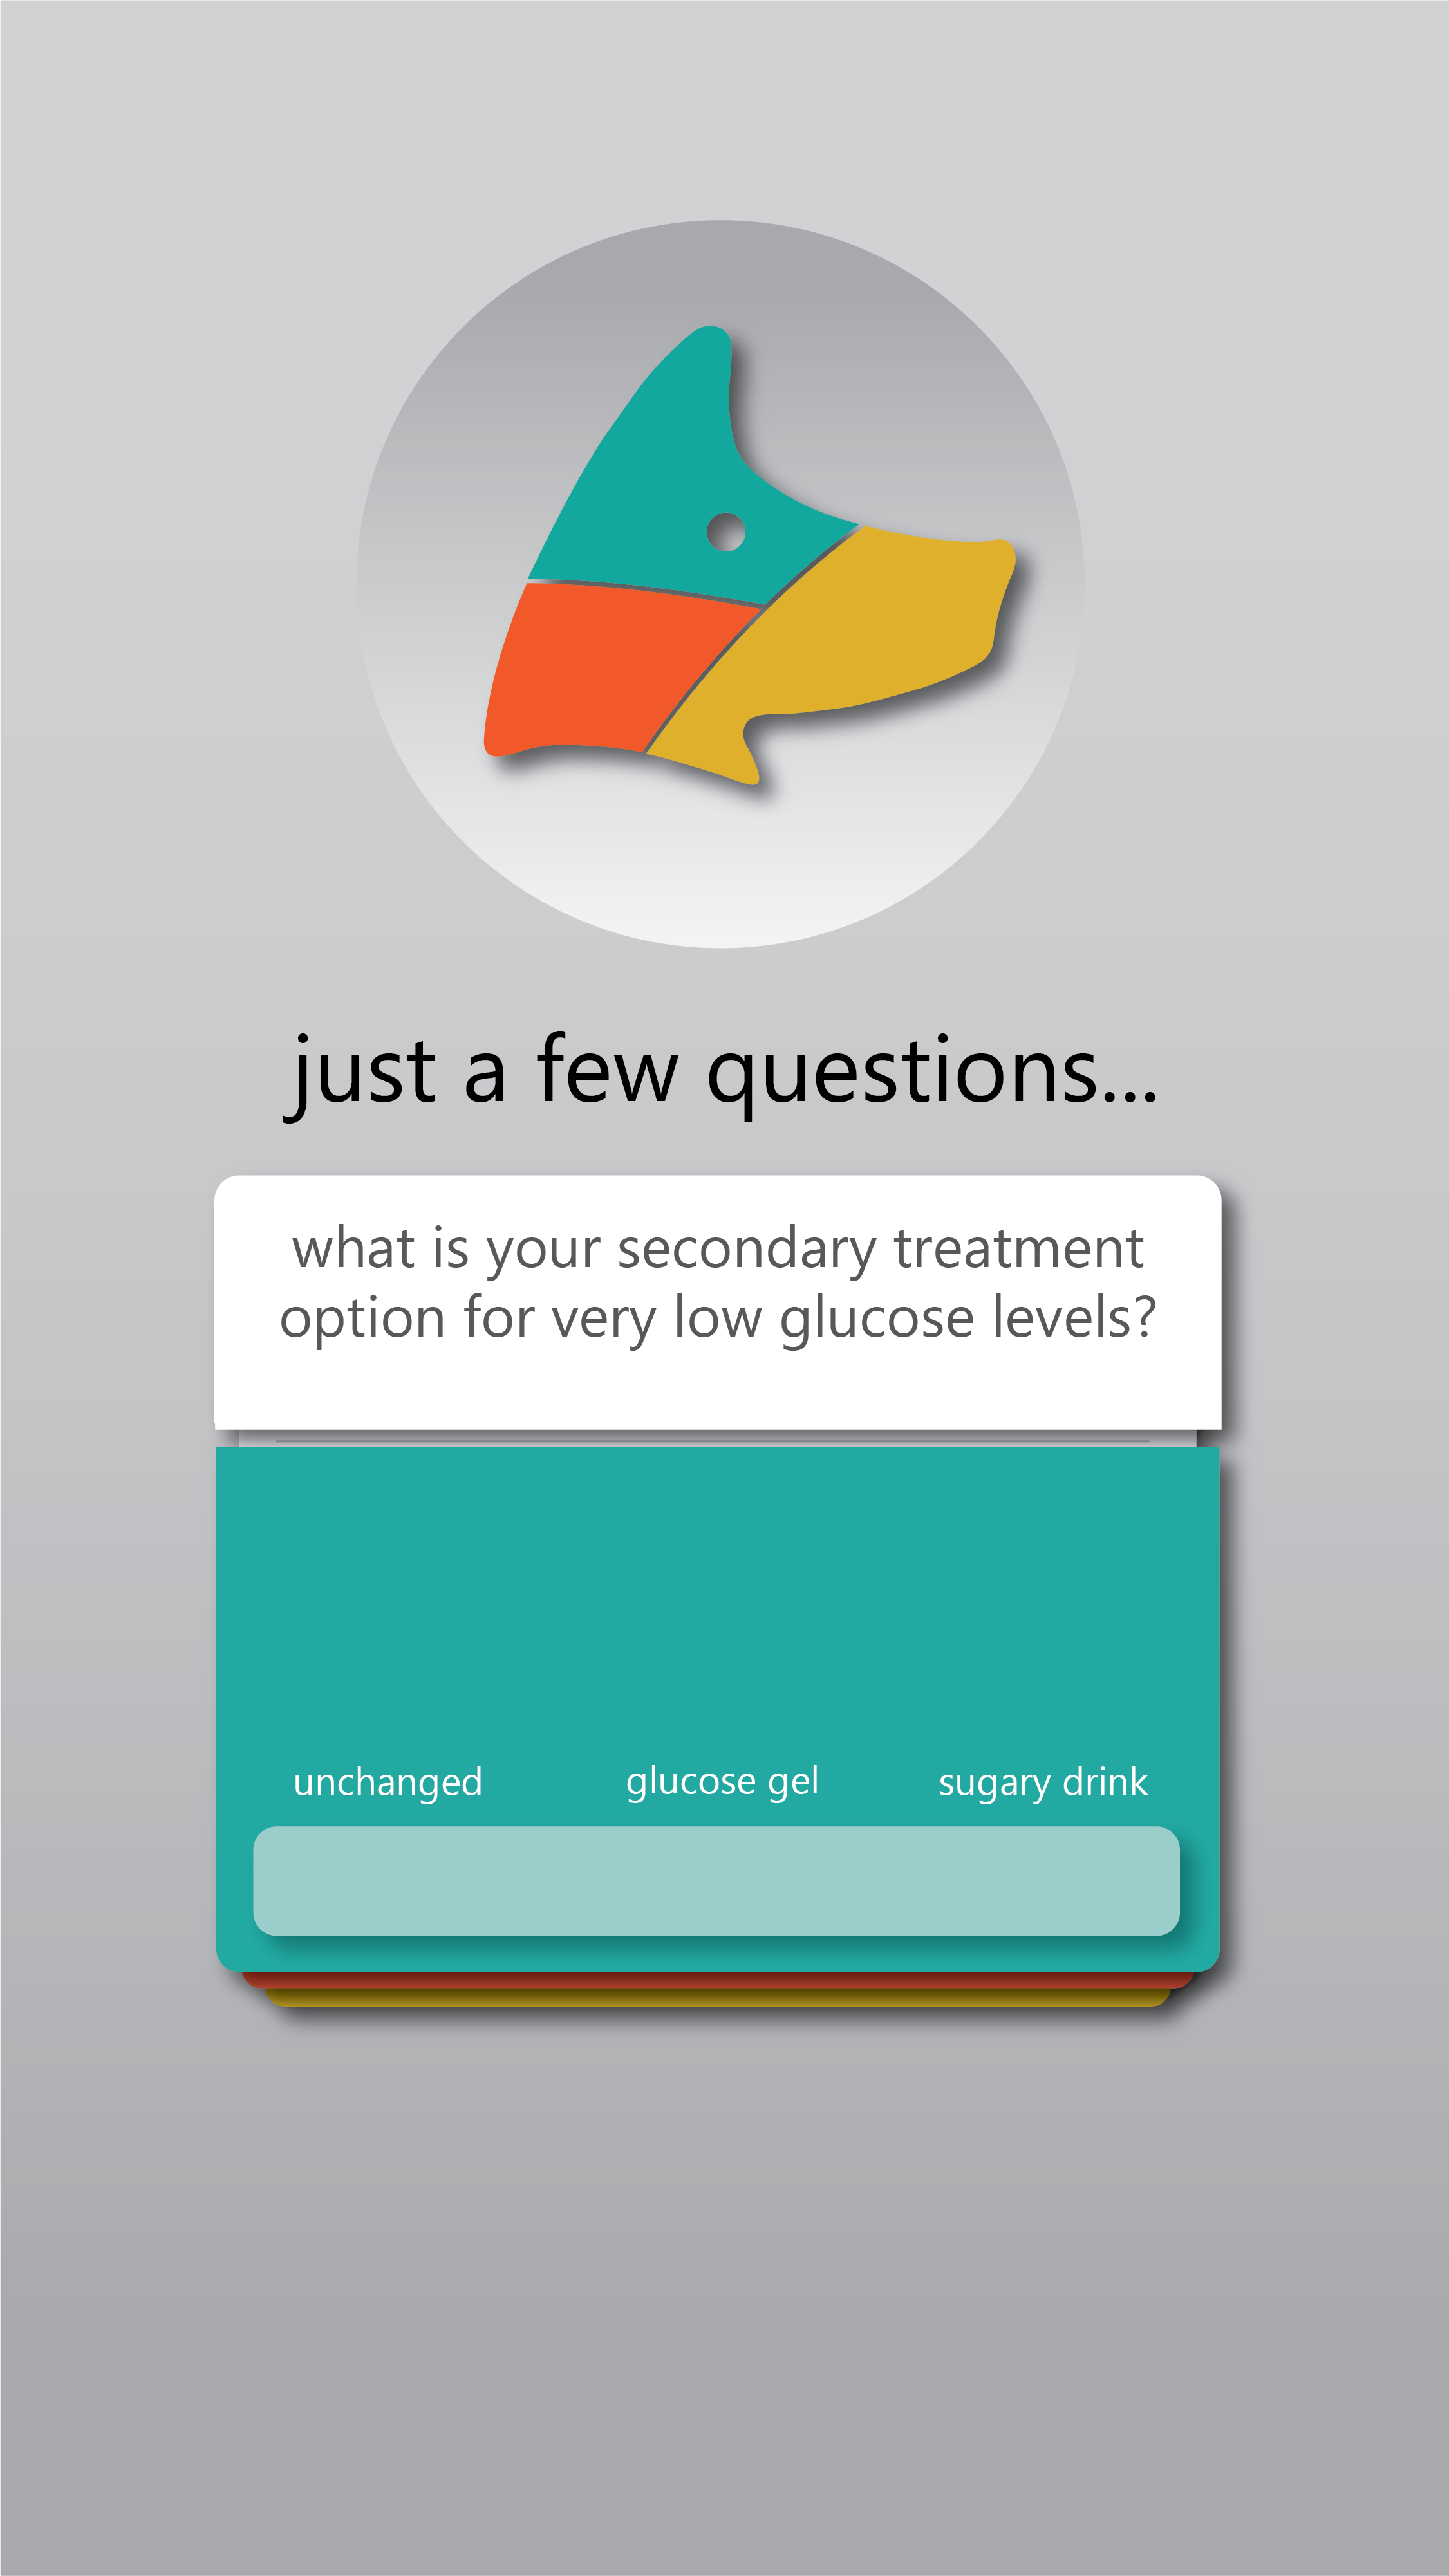 just a few questions...
what is your secondary treatment
option for very low glucose levels?
unchanged glucose gel sugary drink